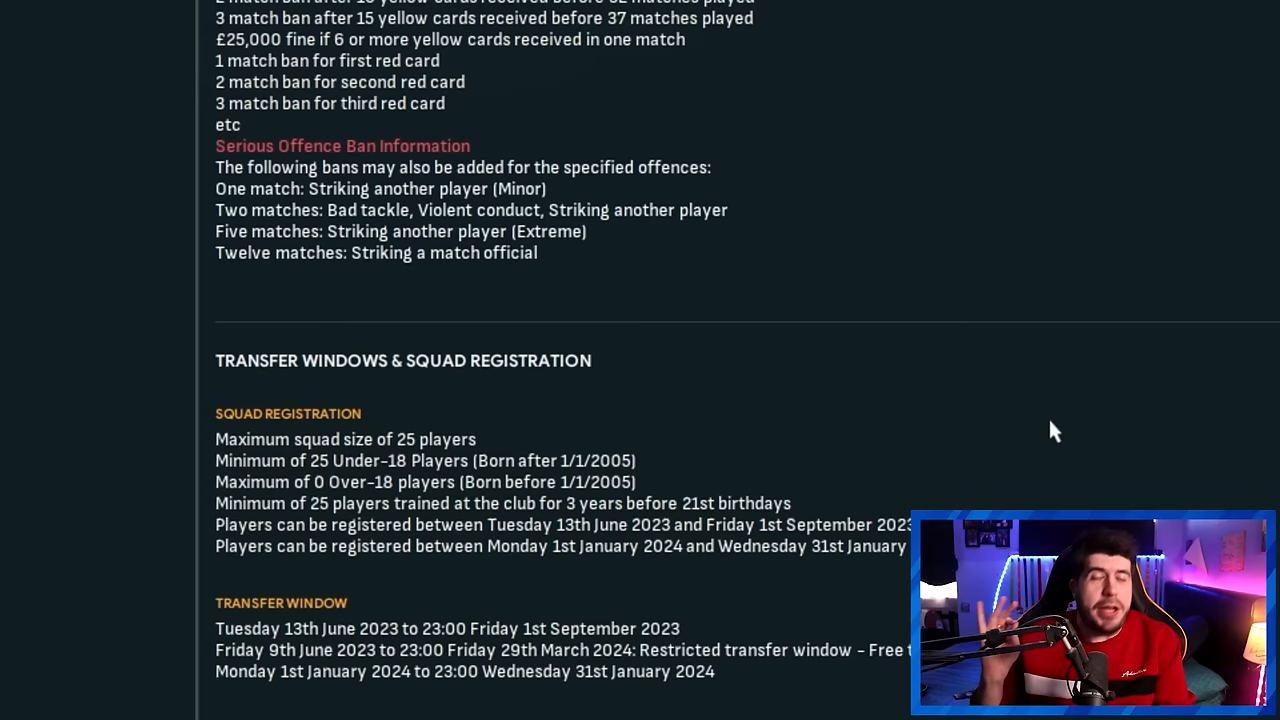 3 match ban after 15 yellow cards received before 37 matches played
£25,000 fine if 6 or more yellow cards received in one match
1 match ban for first red card
2 match ban for second red card
3 match ban for third red card
etc
Serious Offence Ban Information
The following bans may also be added for the specified offences:
One match: Striking another player (Minor)
Two matches: Bad tackle, Violent conduct, Striking another player
Five matches: Striking another player (Extreme)
Twelve matches: Striking a match official
TRANSFER WINDOWS & SQUAD REGISTRATION
SQUAD REGISTRATION
Maximum squad size of 25 players
Minimum of 25 Under-18 Players (Born after 1/1/2005)
Maximum of 0 Over-18 players (Born before 1/1/2005)
Minimum of 25 players trained at the club for 3 years before 21st birthdays
Players can be registered between Tuesday 13th June 2023 and Friday 1st September 2023
Players can be registered between Monday 1st January 2024 and Wednesday 31st January
TRANSFER WINDOW
Tuesday 13th June 2023 to 23:00 Friday 1st September 2023
Friday 9th June 2023 to 23:00 Friday 29th March 2024: Restricted transfer window - Free
Monday 1st January 2024 to 23:00 Wednesday 31st January 2024